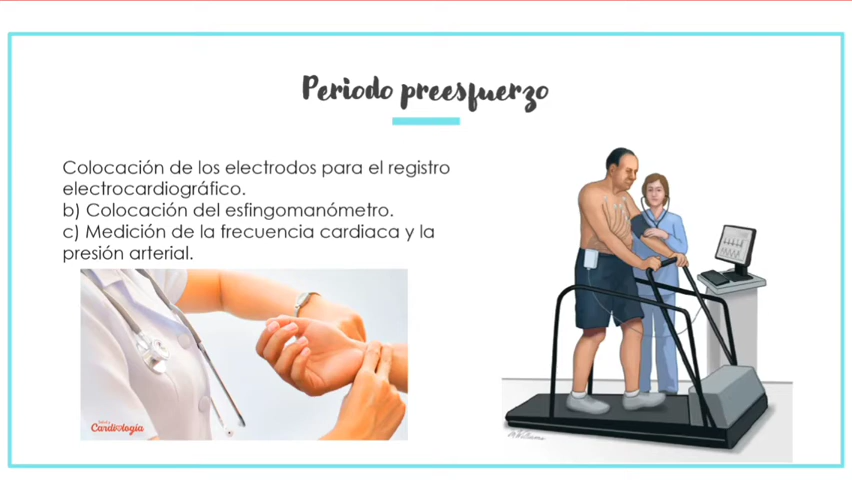 Periodo preesfuerzo
Colocación de los electrodos para el registro
electrocardiográfico.
b) Colocación del esfingomanómetro.
c) Medición de la frecuencia cardiaca y la
presión arterial.
Cardiología